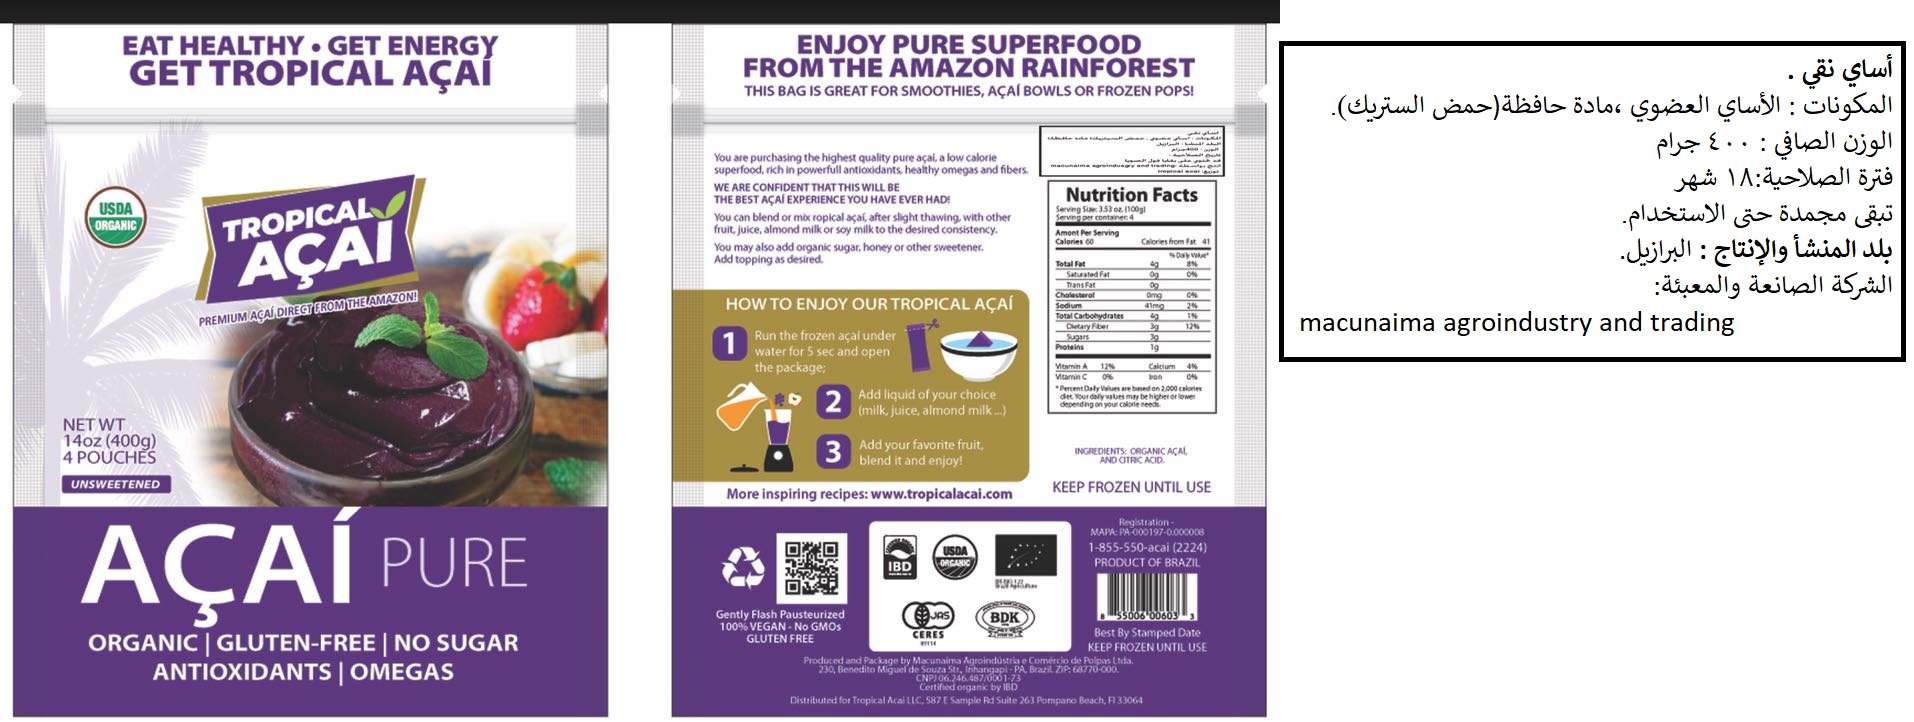 EAT HEALTHY • GET ENERGY
GET TROPICAL AÇAÍ
USDA
ORGANIC
TROPICAL
AÇAÍ
PREMIUM AÇAÍ DIRECT FROM THE AMAZON!
NET WT
14oz (400g)
4 POUCHES
UNSWEETENED
AÇAÍ PURE
ORGANIC | GLUTEN-FREE | NO SUGAR
ANTIOXIDANTS | OMEGAS
ENJOY PURE SUPERFOOD
FROM THE AMAZON RAINFOREST
THIS BAG IS GREAT FOR SMOOTHIES, AÇAÍ BOWLS OR FROZEN POPS!
You are purchasing the highest quality pure açaí, a low calorie
superfood, rich in powerfull antioxidants, healthy omegas and fibers.
WE ARE CONFIDENT THAT THIS WILL BE
THE BEST AÇAÍ EXPERIENCE YOU HAVE EVER HAD!
You can blend or mix ropical açaí, after slight thawing, with other
fruit, juice, almond milk or soy milk to the desired consistency.
You may also add organic sugar, honey or other sweetener.
Add topping as desired.
HOW TO ENJOY OUR TROPICAL AÇAÍ
1 Run the frozen açaí under
water for 5 sec and open
the package;
2 Add liquid of your choice
(milk, juice, almond milk ...)
3 Add your favorite fruit,
blend it and enjoy!
More inspiring recipes: www.tropicalacai.com
macunaima agroindusgry and trading
tropical acai
Nutrition Facts
Serving Size: 3.53 oz. (100g)
Serving per container: 4
Amont Per Serving
Calories 60 Calories from Fat 41
% Daily Value*
Total Fat 4g 8%
Saturated Fat 0g 0%
Trans Fat 0g
Cholesterol 0mg 0%
Sodium 41mg 2%
Total Carbohydrates 4g 1%
Dietary Fiber 3g 12%
Sugars 3g
Proteins 1g
Vitamin A 12% Calcium 4%
Vitamin C 0% Iron 0%
* Percent Daily Values are based on 2,000 calories
diet. Your daily values may be higher or lower
depending on your calorie needs.
INGREDIENTS: ORGANIC AÇAÍ,
AND CITRIC ACID.
KEEP FROZEN UNTIL USE
Gently Flash Pausteurized
100% VEGAN - No GMOs
GLUTEN FREE
IBD
USDA
ORGANIC
BR-BIO-122
Brazil Agriculture
JAS
CERES
BDK
Registration -
MAPA: PA-000197-0.000008
1-855-550-acai (2224)
PRODUCT OF BRAZIL
8 55006 00603 3
Best By Stamped Date
KEEP FROZEN UNTIL USE
Produced and Package by Macunaíma Agroindústria e Comércio de Polpas Ltda.
230, Benedito Miguel de Souza Str., Inhangapi - PA, Brazil. ZIP: 68770-000.
CNPJ 06.246.487/0001-73
Certified organic by IBD
Distributed for Tropical Acai LLC, 587 E Sample Rd Suite 263 Pompano Beach, Fl 33064
أساي نقي .
المكونات : الأساي العضوي ،مادة حافظة(حمض الستريك).
الوزن الصافي : ٤٠٠ جرام
فترة الصلاحية:١٨ شهر
تبقى مجمدة حتى الاستخدام.
بلد المنشأ والإنتاج : البرازيل.
الشركة الصانعة والمعبئة:
macunaima agroindustry and trading